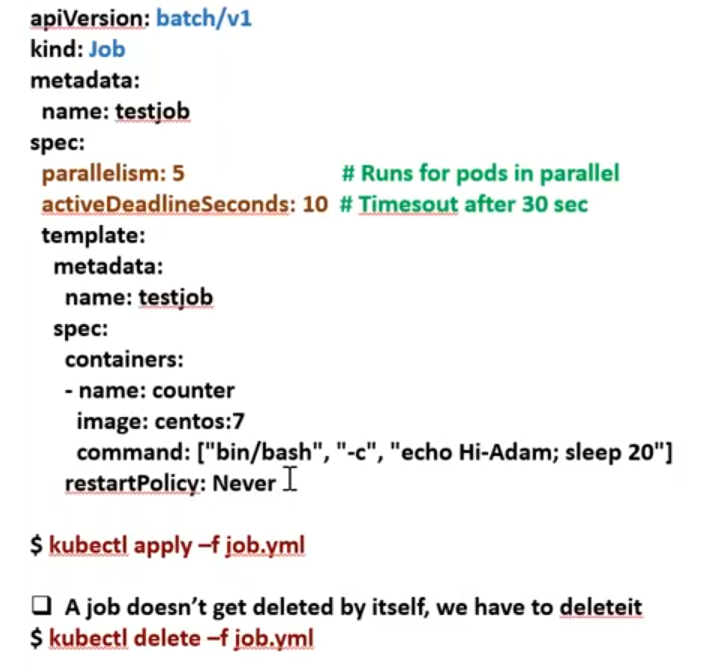 apiVersion: batch/v1
kind: Job
metadata:
  name: testjob
spec:
  parallelism: 5 # Runs for pods in parallel
  activeDeadlineSeconds: 10 # Timesout after 30 sec
  template:
    metadata:
      name: testjob
    spec:
      containers:
      - name: counter
        image: centos:7
        command: ["bin/bash", "-c", "echo Hi-Adam; sleep 20"]
      restartPolicy: Never
$ kubectl apply –f job.yml
❑ A job doesn’t get deleted by itself, we have to deleteit
$ kubectl delete –f job.yml